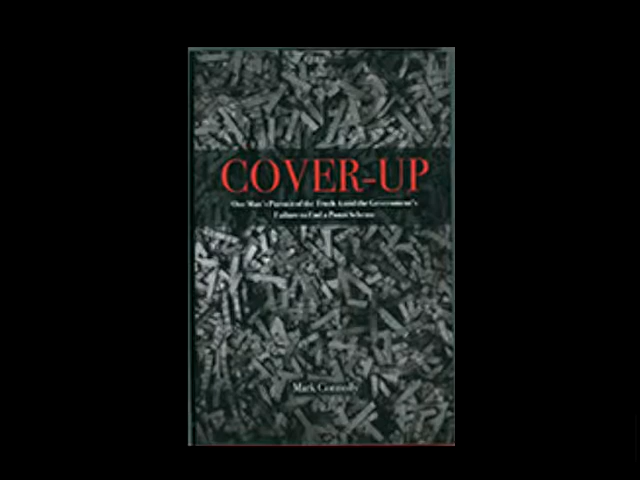 COVER-UP
One Man's Pursuit of the Truth Amid the Government's
Failure to End a Ponzi Scheme
Mark Connolly